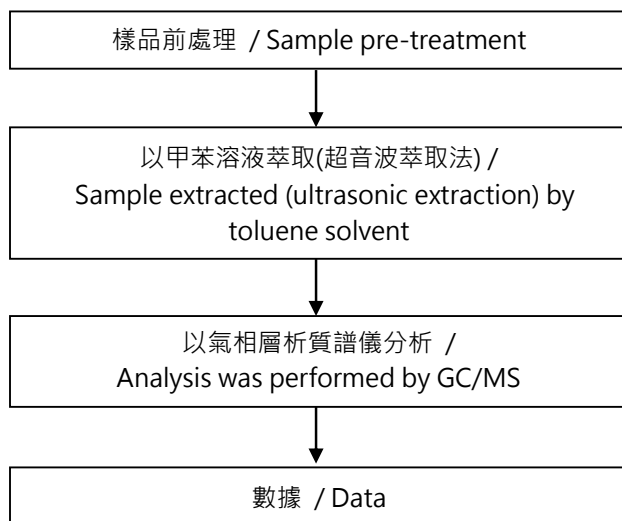 樣品前處理 / Sample pre-treatment
以甲苯溶液萃取(超音波萃取法) /
Sample extracted (ultrasonic extraction) by
toluene solvent
以氣相層析質譜儀分析 /
Analysis was performed by GC/MS
數據 / Data